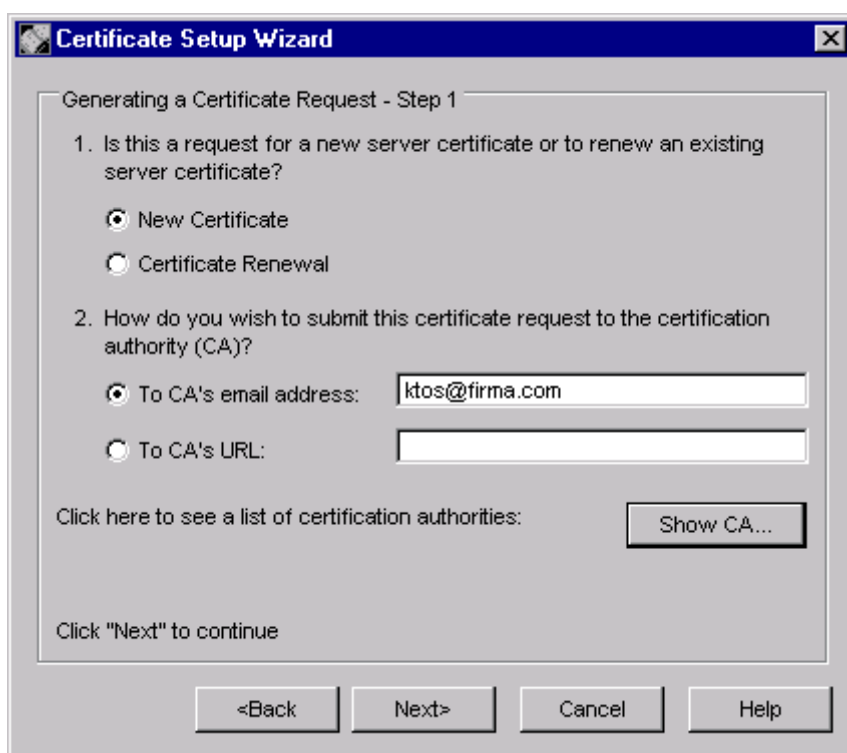 Certificate Setup Wizard
Generating a Certificate Request - Step 1
1. Is this a request for a new server certificate or to renew an existing
server certificate?
New Certificate
Certificate Renewal
2. How do you wish to submit this certificate request to the certification
authority (CA)?
To CA's email address: ktos@firma.com
To CA's URL:
Click here to see a list of certification authorities: Show CA...
Click "Next" to continue
<Back Next> Cancel Help